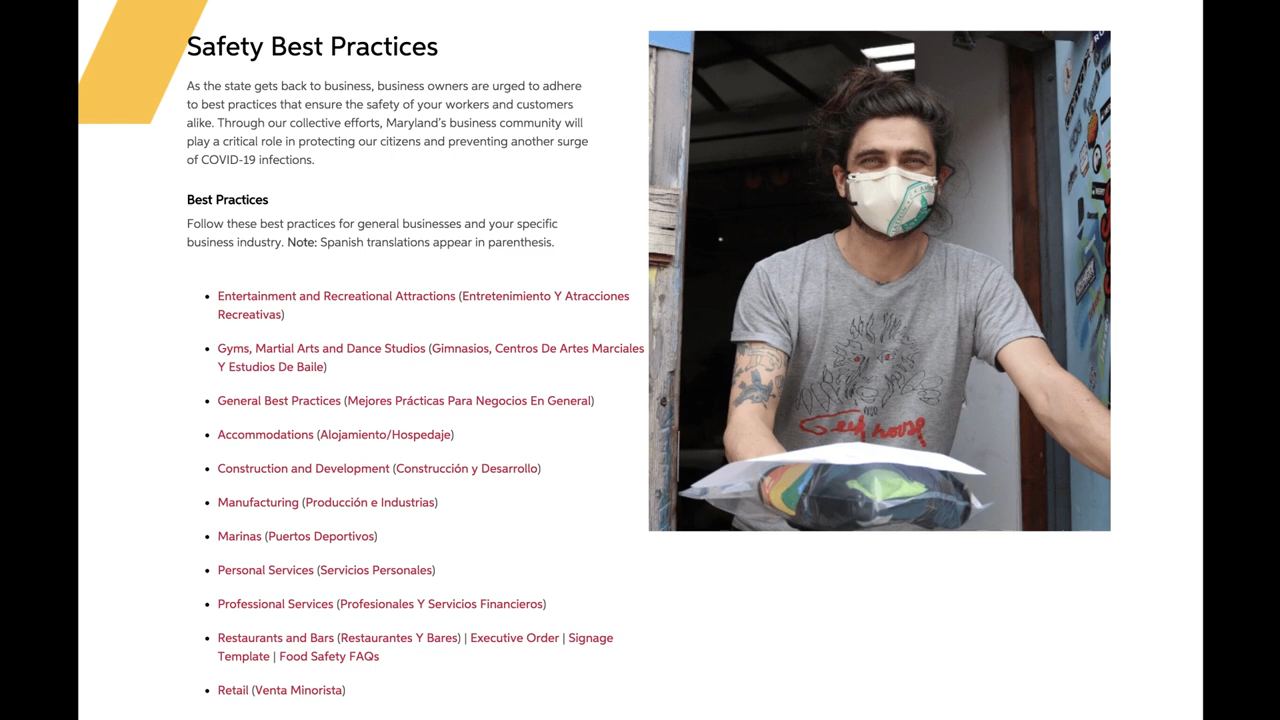 Safety Best Practices
As the state gets back to business, business owners are urged to adhere
to best practices that ensure the safety of your workers and customers
alike. Through our collective efforts, Maryland's business community will
play a critical role in protecting our citizens and preventing another surge
of COVID-19 infections.
Best Practices
Follow these best practices for general businesses and your specific
business industry. Note: Spanish translations appear in parenthesis.
Entertainment and Recreational Attractions (Entretenimiento Y Atracciones
Recreativas)
Gyms, Martial Arts and Dance Studios (Gimnasios, Centros De Artes Marciales
Y Estudios De Baile)
General Best Practices (Mejores Prácticas Para Negocios En General)
Accommodations (Alojamiento/Hospedaje)
Construction and Development (Construcción y Desarrollo)
Manufacturing (Producción e Industrias)
Marinas (Puertos Deportivos)
Personal Services (Servicios Personales)
Professional Services (Profesionales Y Servicios Financieros)
Restaurants and Bars (Restaurantes Y Bares) | Executive Order | Signage
Template | Food Safety FAQs
Retail (Venta Minorista)